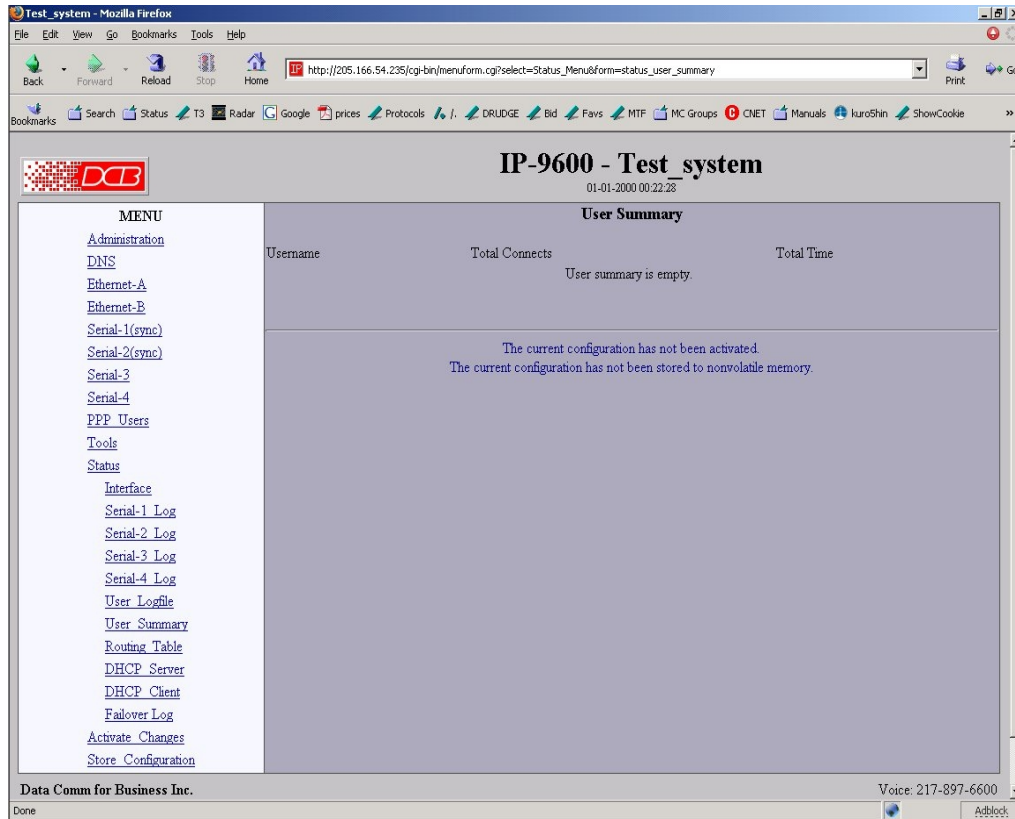 Test_system - Mozilla Firefox
File Edit View Go Bookmarks Tools Help
Back Forward Reload Stop Home http://205.166.54.235/cgi-bin/menuform.cgi?select=Status_Menu&form=status_user_summary Print Go
Bookmarks Search Status T3 Radar Google prices Protocols /. DRUDGE Bid Favs MTF MC Groups CNET Manuals kuro5hin ShowCookie »
DCB
IP-9600 - Test_system
01-01-2000 00:22:28
MENU
Administration
DNS
Ethernet-A
Ethernet-B
Serial-1(sync)
Serial-2(sync)
Serial-3
Serial-4
PPP Users
Tools
Status
Interface
Serial-1 Log
Serial-2 Log
Serial-3 Log
Serial-4 Log
User Logfile
User Summary
Routing Table
DHCP Server
DHCP Client
Failover Log
Activate Changes
Store Configuration
User Summary
Username Total Connects Total Time
User summary is empty.
The current configuration has not been activated.
The current configuration has not been stored to nonvolatile memory.
Data Comm for Business Inc. Voice: 217-897-6600
Done Adblock